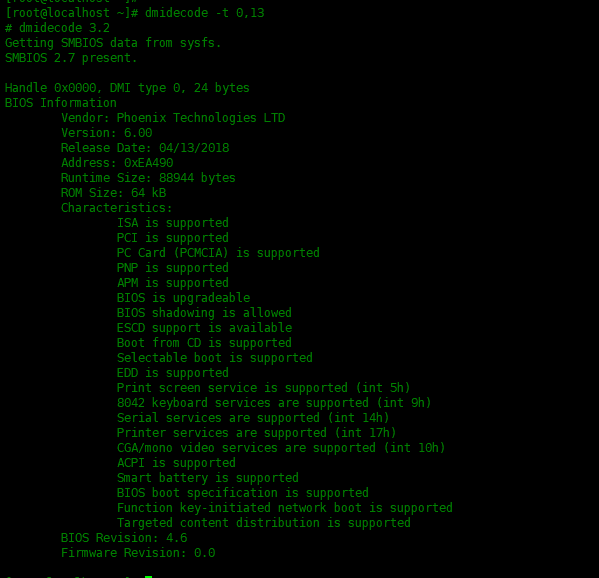 [root@localhost ~]# dmidecode -t 0,13
# dmidecode 3.2
Getting SMBIOS data from sysfs.
SMBIOS 2.7 present.

Handle 0x0000, DMI type 0, 24 bytes
BIOS Information
        Vendor: Phoenix Technologies LTD
        Version: 6.00
        Release Date: 04/13/2018
        Address: 0xEA490
        Runtime Size: 88944 bytes
        ROM Size: 64 kB
        Characteristics:
                ISA is supported
                PCI is supported
                PC Card (PCMCIA) is supported
                PNP is supported
                APM is supported
                BIOS is upgradeable
                BIOS shadowing is allowed
                ESCD support is available
                Boot from CD is supported
                Selectable boot is supported
                EDD is supported
                Print screen service is supported (int 5h)
                8042 keyboard services are supported (int 9h)
                Serial services are supported (int 14h)
                Printer services are supported (int 17h)
                CGA/mono video services are supported (int 10h)
                ACPI is supported
                Smart battery is supported
                BIOS boot specification is supported
                Function key-initiated network boot is supported
                Targeted content distribution is supported
        BIOS Revision: 4.6
        Firmware Revision: 0.0